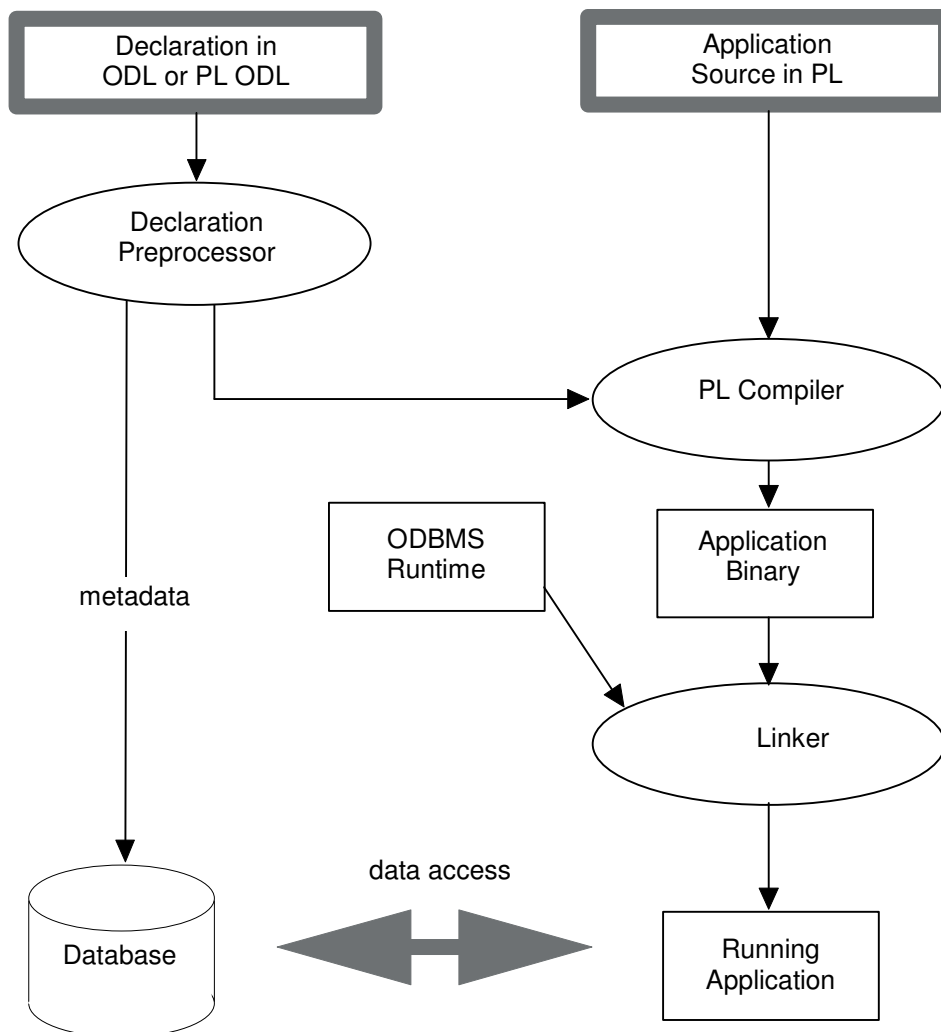 Declaration in
ODL or PL ODL
Application
Source in PL
Declaration
Preprocessor
PL Compiler
ODBMS
Runtime
Application
Binary
metadata
Linker
data access
Database
Running
Application